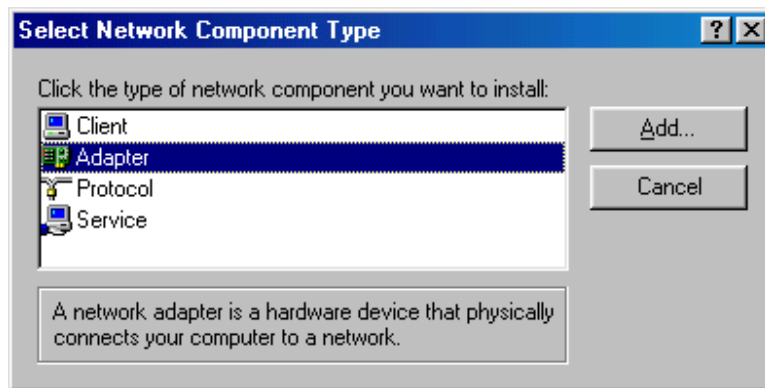 Select Network Component Type
Click the type of network component you want to install:
Client
Add...
Adapter
Protocol
Cancel
Service
A network adapter is a hardware device that physically
connects your computer to a network.